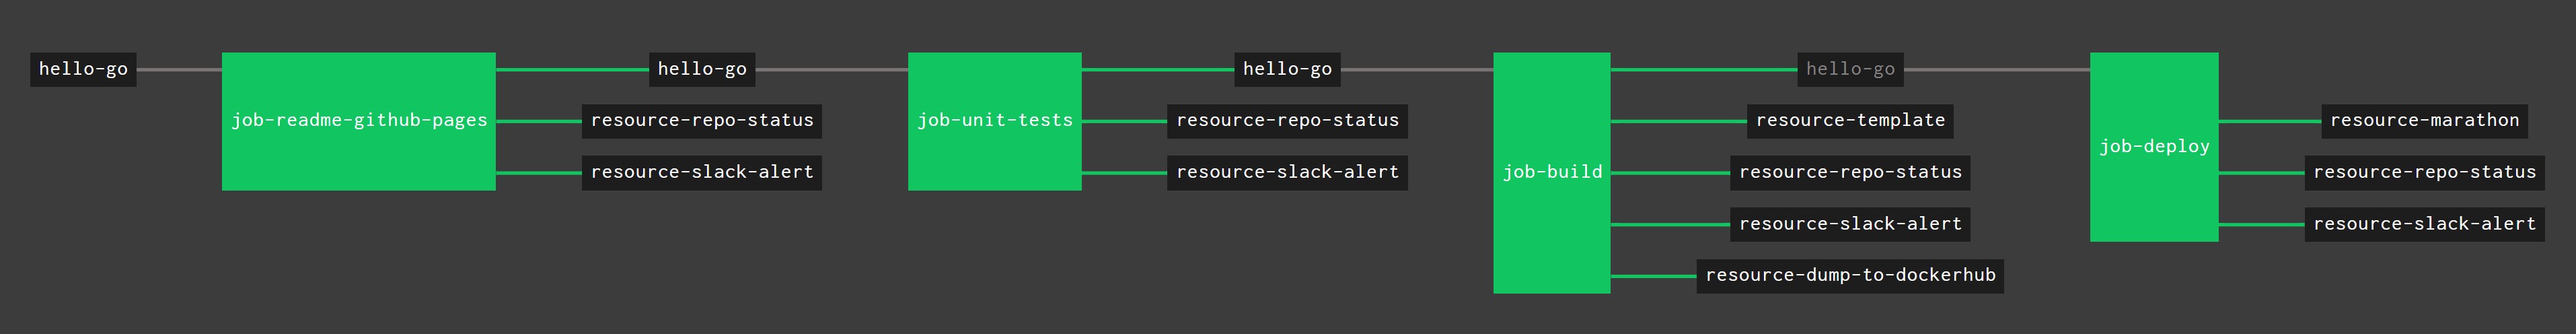 hello-go
job-readme-github-pages
hello-go
resource-repo-status
resource-slack-alert
job-unit-tests
hello-go
resource-repo-status
resource-slack-alert
job-build
hello-go
resource-template
resource-repo-status
resource-slack-alert
resource-dump-to-dockerhub
job-deploy
resource-marathon
resource-repo-status
resource-slack-alert